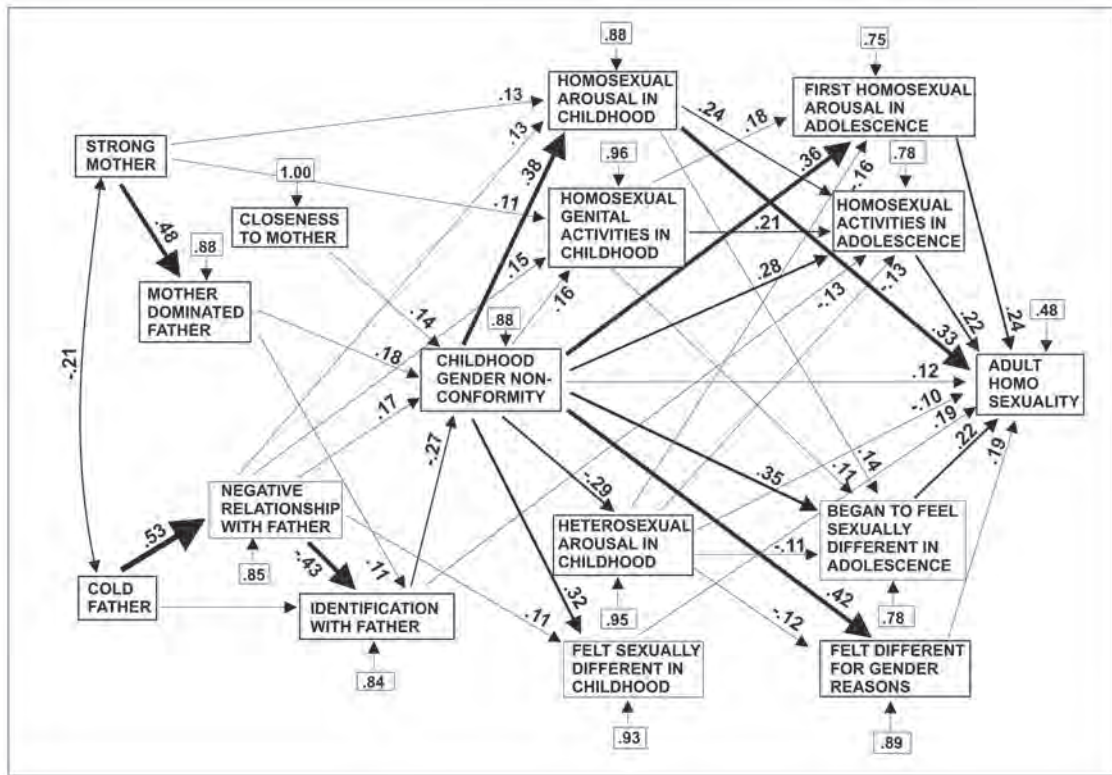 .88
HOMOSEXUAL
AROUSAL IN
CHILDHOOD
.75
FIRST HOMOSEXUAL
AROUSAL IN
ADOLESCENCE
STRONG
MOTHER
.13
.13
.24
.18
.36
-.16
.78
1.00
CLOSENESS
TO MOTHER
.96
.38
.11
HOMOSEXUAL
GENITAL
ACTIVITIES IN
CHILDHOOD
HOMOSEXUAL
ACTIVITIES IN
ADOLESCENCE
.21
.48
.88
MOTHER
DOMINATED
FATHER
.15
.16
.28
-.13
-.13
.14
.18
.88
.22
.24
.48
.33
-.21
CHILDHOOD
GENDER NON-
CONFORMITY
.12
ADULT
HOMO
SEXUALITY
.17
-.27
-.10
.19
.22
.19
NEGATIVE
RELATIONSHIP
WITH FATHER
.35
.11
.14
-.29
.53
.85
-.43
.11
HETEROSEXUAL
AROUSAL IN
CHILDHOOD
-.11
BEGAN TO FEEL
SEXUALLY
DIFFERENT IN
ADOLESCENCE
COLD
FATHER
IDENTIFICATION
WITH FATHER
.11
.32
.95
-.12
.42
.78
.84
FELT SEXUALLY
DIFFERENT IN
CHILDHOOD
FELT DIFFERENT
FOR GENDER
REASONS
.93
.89